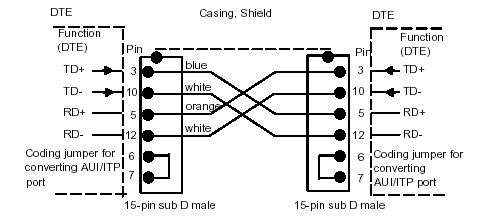 DTE
Casing, Shield
DTE
Function
(DTE)
Pin
Pin
Function
(DTE)
TD+
3
blue
3
TD+
TD-
10
white
10
TD-
RD+
5
orange
5
RD+
RD-
12
white
12
RD-
Coding jumper for
converting AUI/ITP
port
6
7
6
7
Coding jumper for
converting
AUI/ITP port
15-pin sub D male
15-pin sub D male